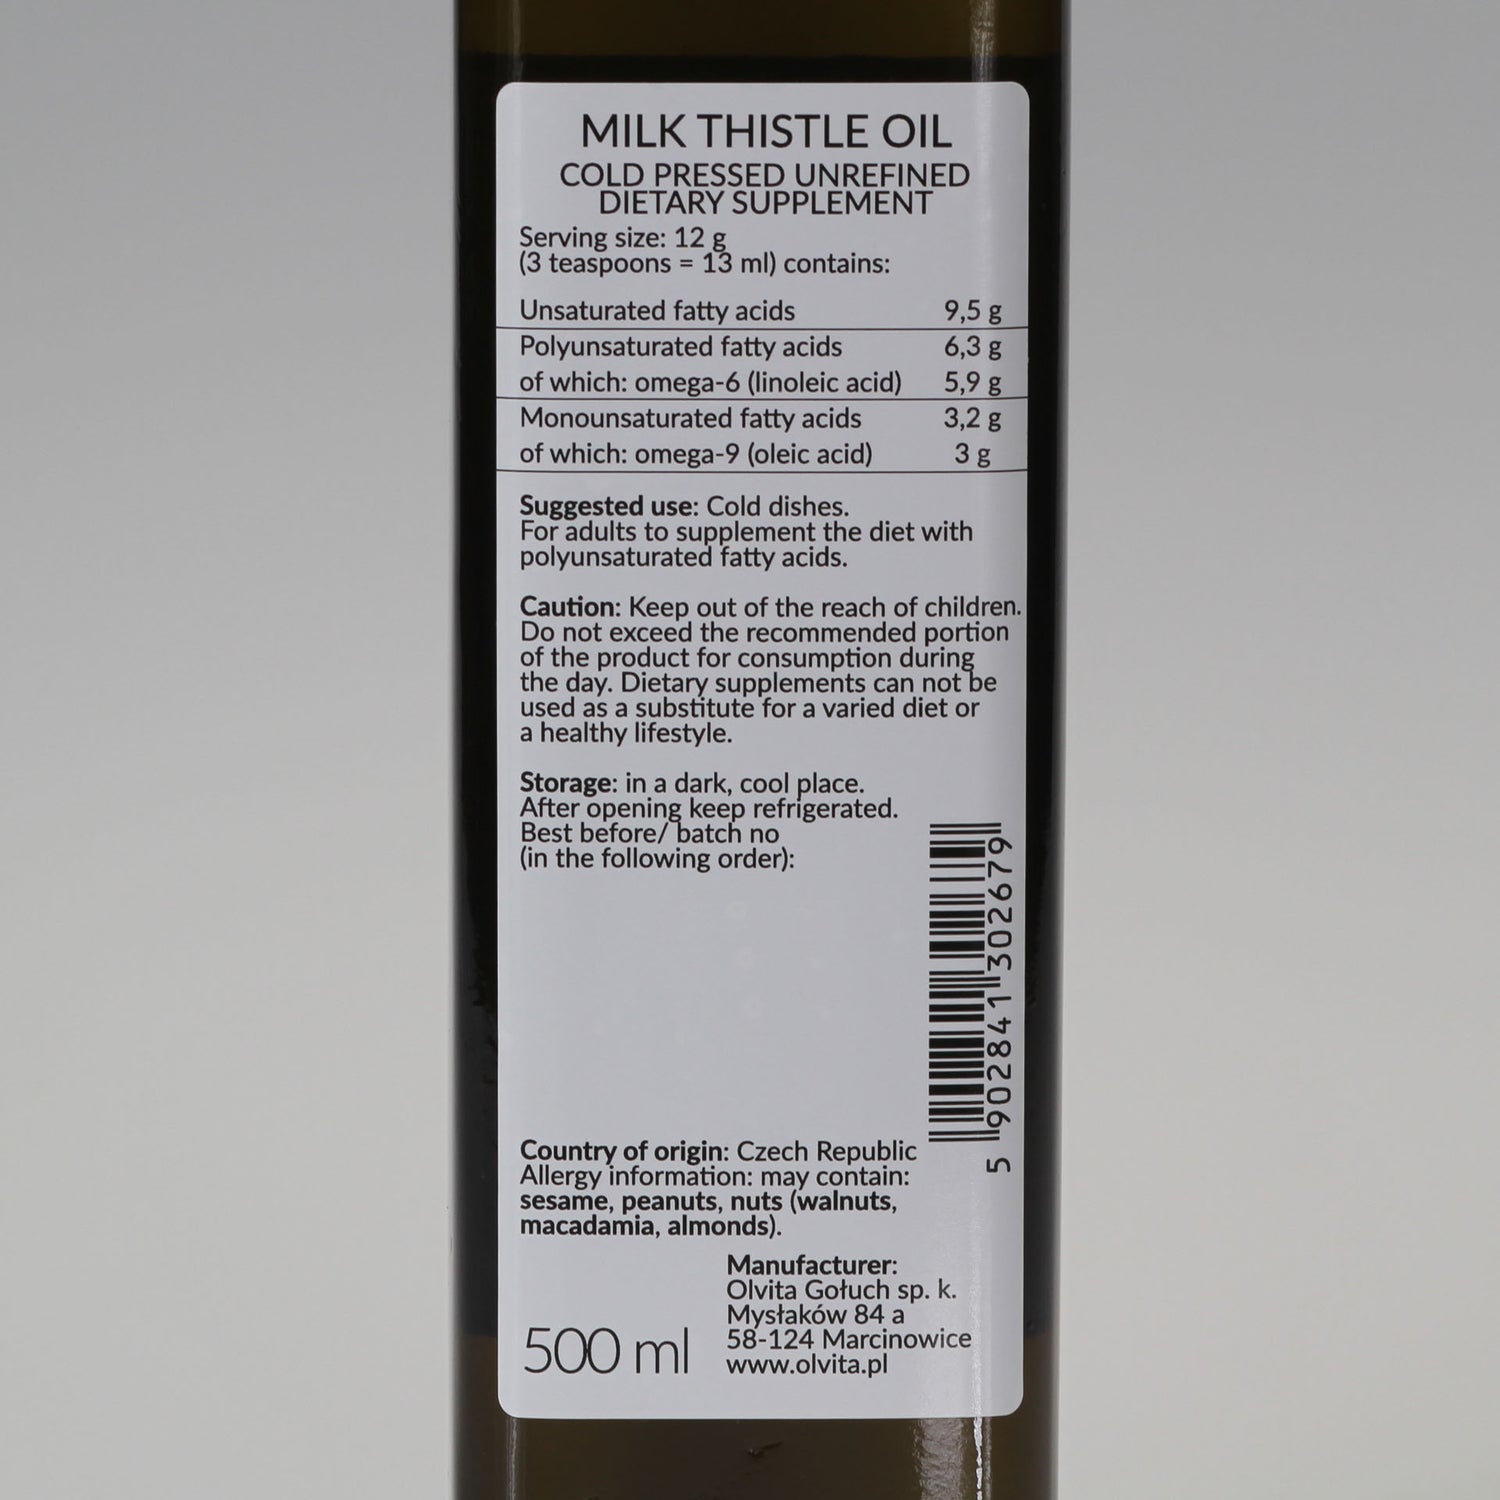 MILK THISTLE OIL
COLD PRESSED UNREFINED
DIETARY SUPPLEMENT
Serving size: 12 g
(3 teaspoons = 13 ml) contains:
Unsaturated fatty acids 9,5 g
Polyunsaturated fatty acids 6,3 g
of which: omega-6 (linoleic acid) 5,9 g
Monounsaturated fatty acids 3,2 g
of which: omega-9 (oleic acid) 3 g
Suggested use: Cold dishes.
For adults to supplement the diet with
polyunsaturated fatty acids.
Caution: Keep out of the reach of children.
Do not exceed the recommended portion
of the product for consumption during
the day. Dietary supplements can not be
used as a substitute for a varied diet or
a healthy lifestyle.
Storage: in a dark, cool place.
After opening keep refrigerated.
Best before/ batch no
(in the following order):
5 902841 302679
Country of origin: Czech Republic
Allergy information: may contain:
sesame, peanuts, nuts (walnuts,
macadamia, almonds).
Manufacturer:
Olvita Gołuch sp. k.
Mysłaków 84 a
58-124 Marcinowice
www.olvita.pl
500 ml